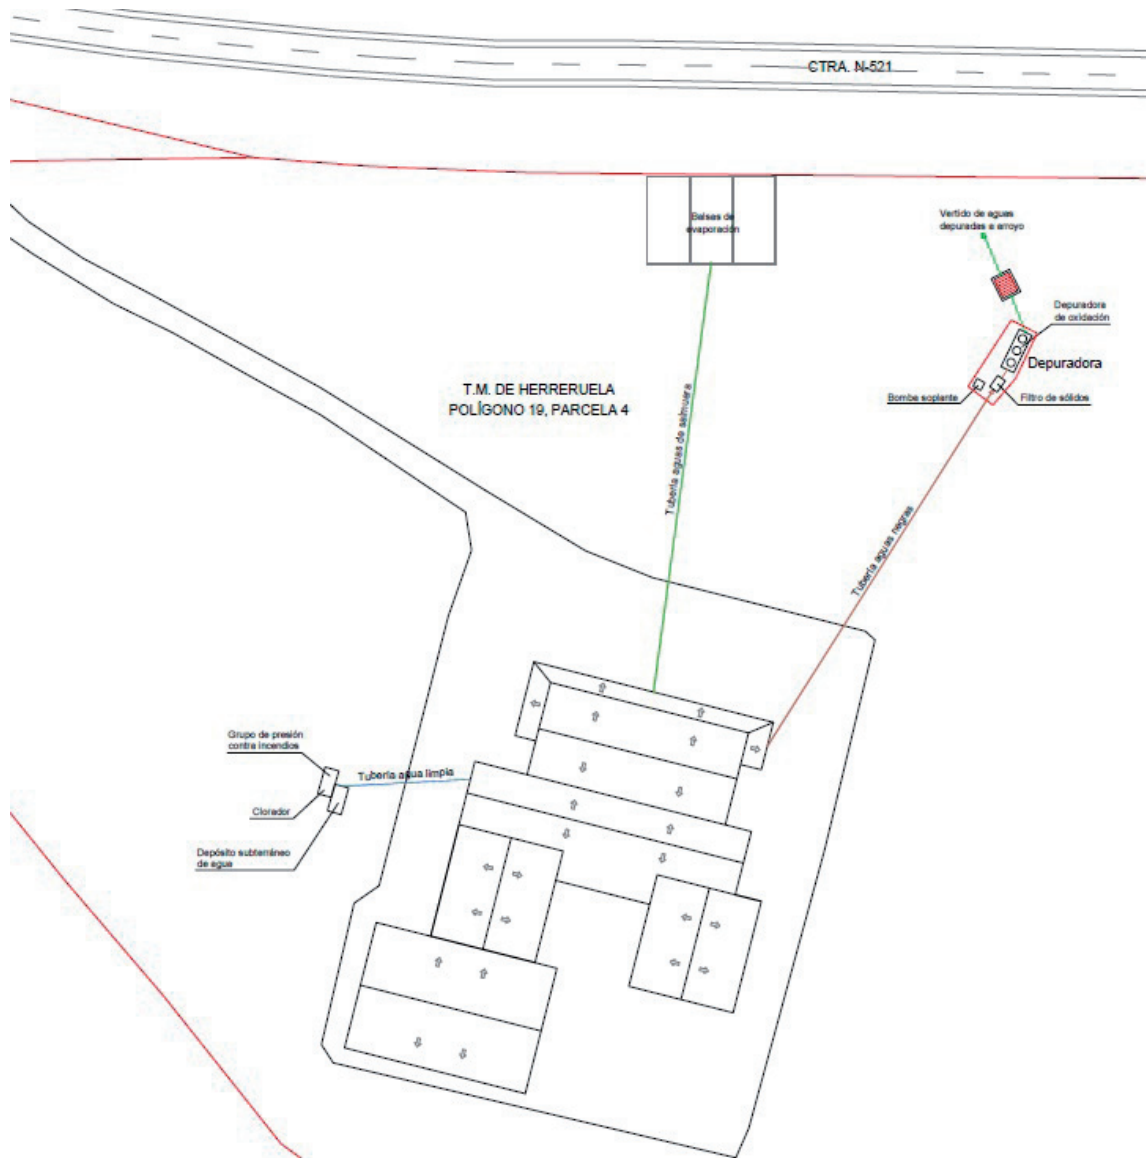 CTRA. N-521
Balsas de
evaporación
Vertido de aguas
depuradas a arroyo
Depuradora
de oxidación
Depuradora
Bomba soplante
Filtro de sólidos
T.M. DE HERRERUELA
POLÍGONO 19, PARCELA 4
Tubería aguas de salmuera
Tubería aguas negras
Grupo de presión
contra incendios
Tubería agua limpia
Clorador
Depósito subterráneo
de agua